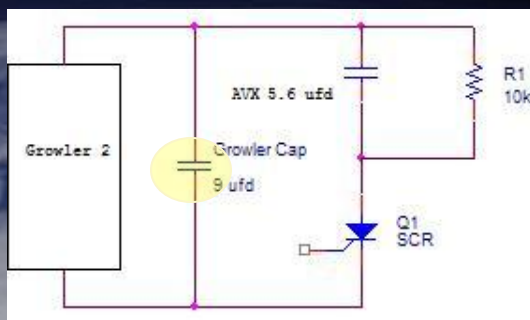 R1
10k
AVX 5.6 ufd
Growler 2
Growler Cap
9 ufd
Q1
SCR